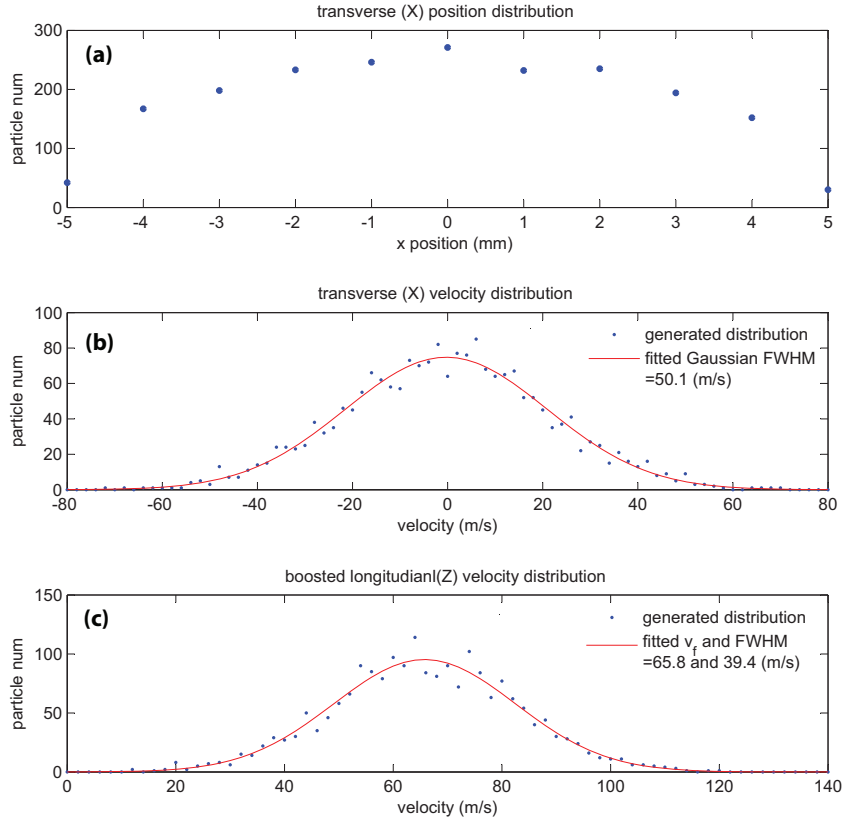 transverse (X) position distribution
(a)
300
200
100
0
particle num
-5 -4 -3 -2 -1 0 1 2 3 4 5
x position (mm)
transverse (X) velocity distribution
(b)
100
80
60
40
20
0
particle num
generated distribution
fitted Gaussian FWHM
=50.1 (m/s)
-80 -60 -40 -20 0 20 40 60 80
velocity (m/s)
boosted longitudianl(Z) velocity distribution
(c)
150
100
50
0
particle num
generated distribution
fitted v_f and FWHM
=65.8 and 39.4 (m/s)
0 20 40 60 80 100 120 140
velocity (m/s)